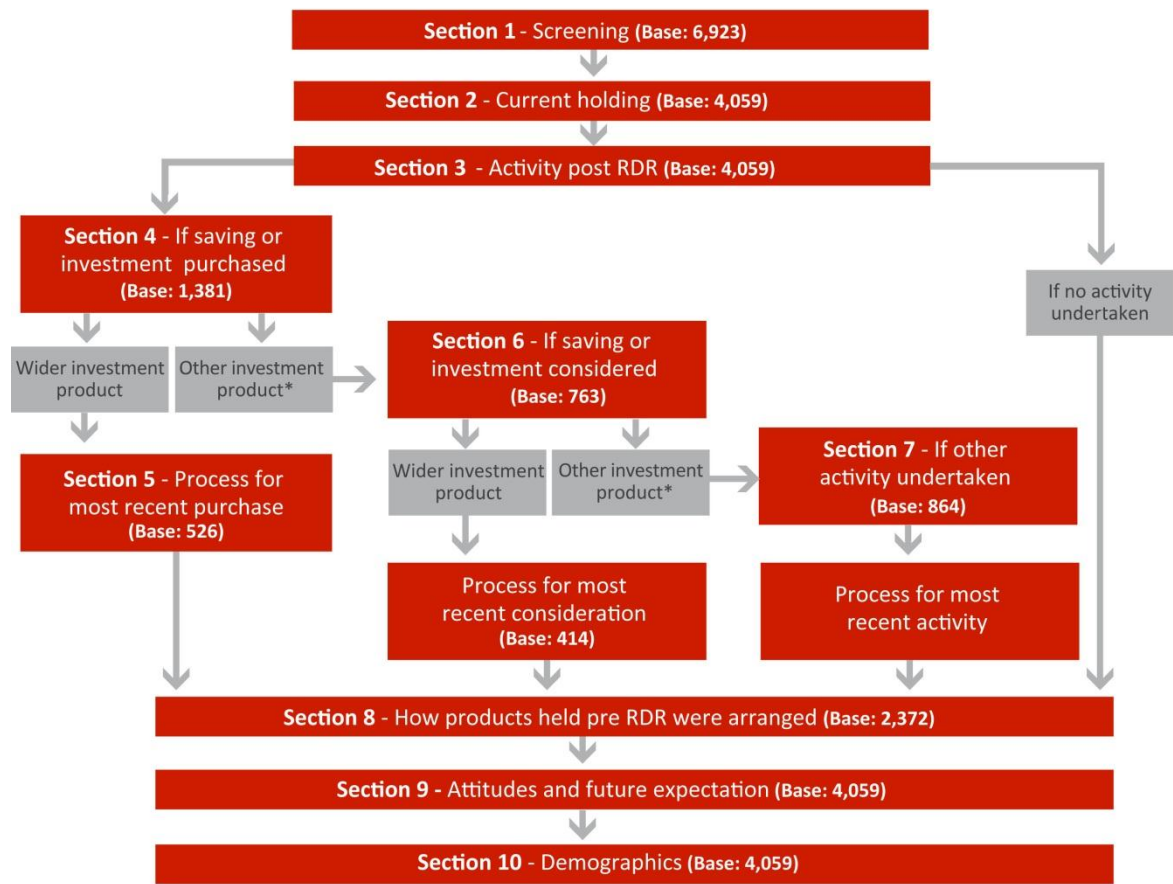 Section 1 - Screening (Base: 6,923)
Section 2 - Current holding (Base: 4,059)
Section 3 - Activity post RDR (Base: 4,059)
Section 4 - If saving or
investment purchased
(Base: 1,381)
If no activity
undertaken
Wider investment
product
Other investment
product*
Section 6 - If saving or
investment considered
(Base: 763)
Section 5 - Process for
most recent purchase
(Base: 526)
Wider investment
product
Other investment
product*
Section 7 - If other
activity undertaken
(Base: 864)
Process for most
recent consideration
(Base: 414)
Process for most
recent activity
Section 8 - How products held pre RDR were arranged (Base: 2,372)
Section 9 - Attitudes and future expectation (Base: 4,059)
Section 10 - Demographics (Base: 4,059)